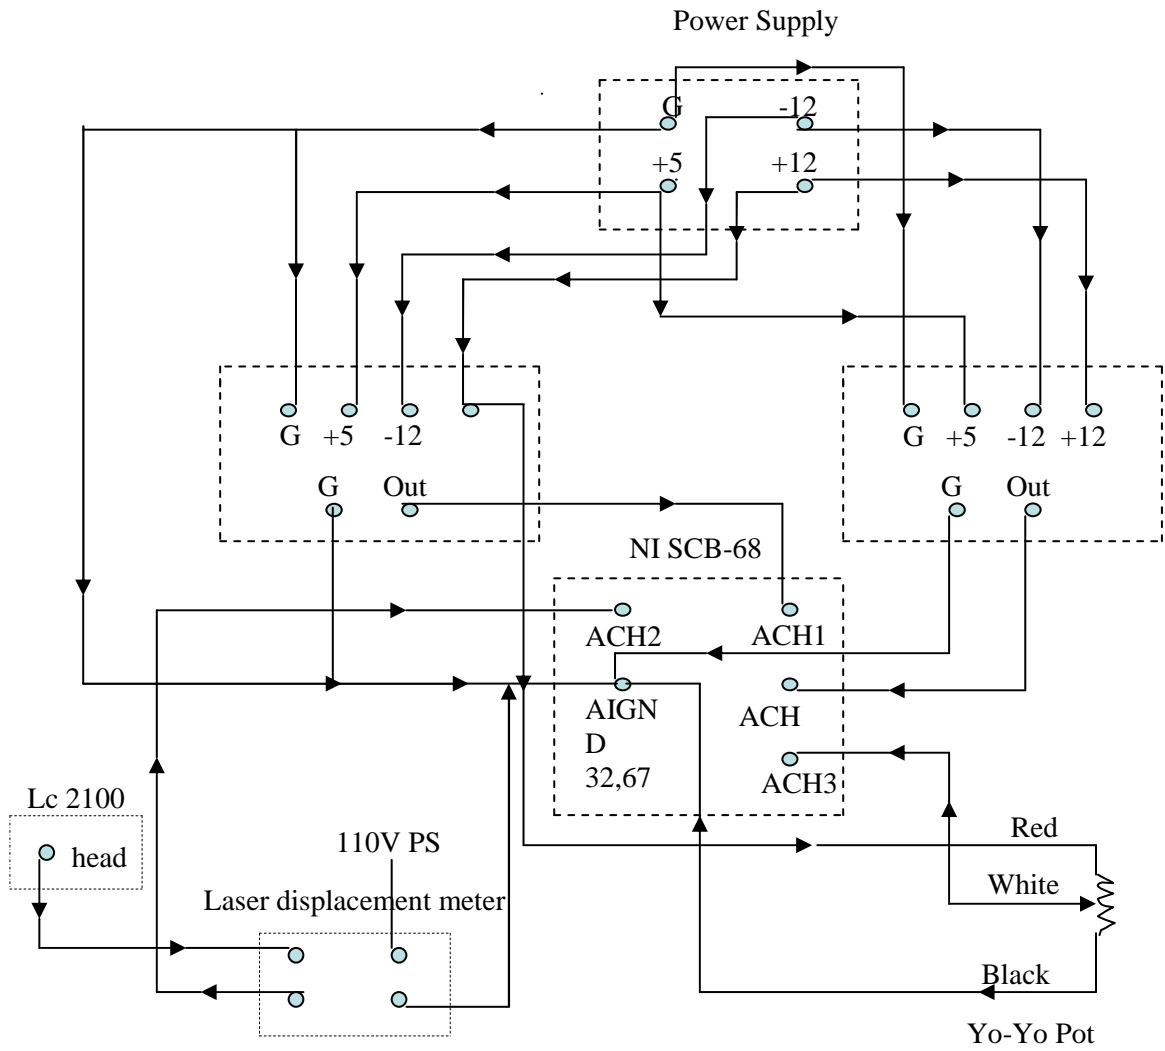 Power Supply
G -12
+5 +12
G +5 -12
G +5 -12 +12
G Out
G Out
NI SCB-68
ACH2 ACH1
AIGN
D
32,67
ACH
ACH3
Lc 2100
head
110V PS
Laser displacement meter
Red
White
Black
Yo-Yo Pot